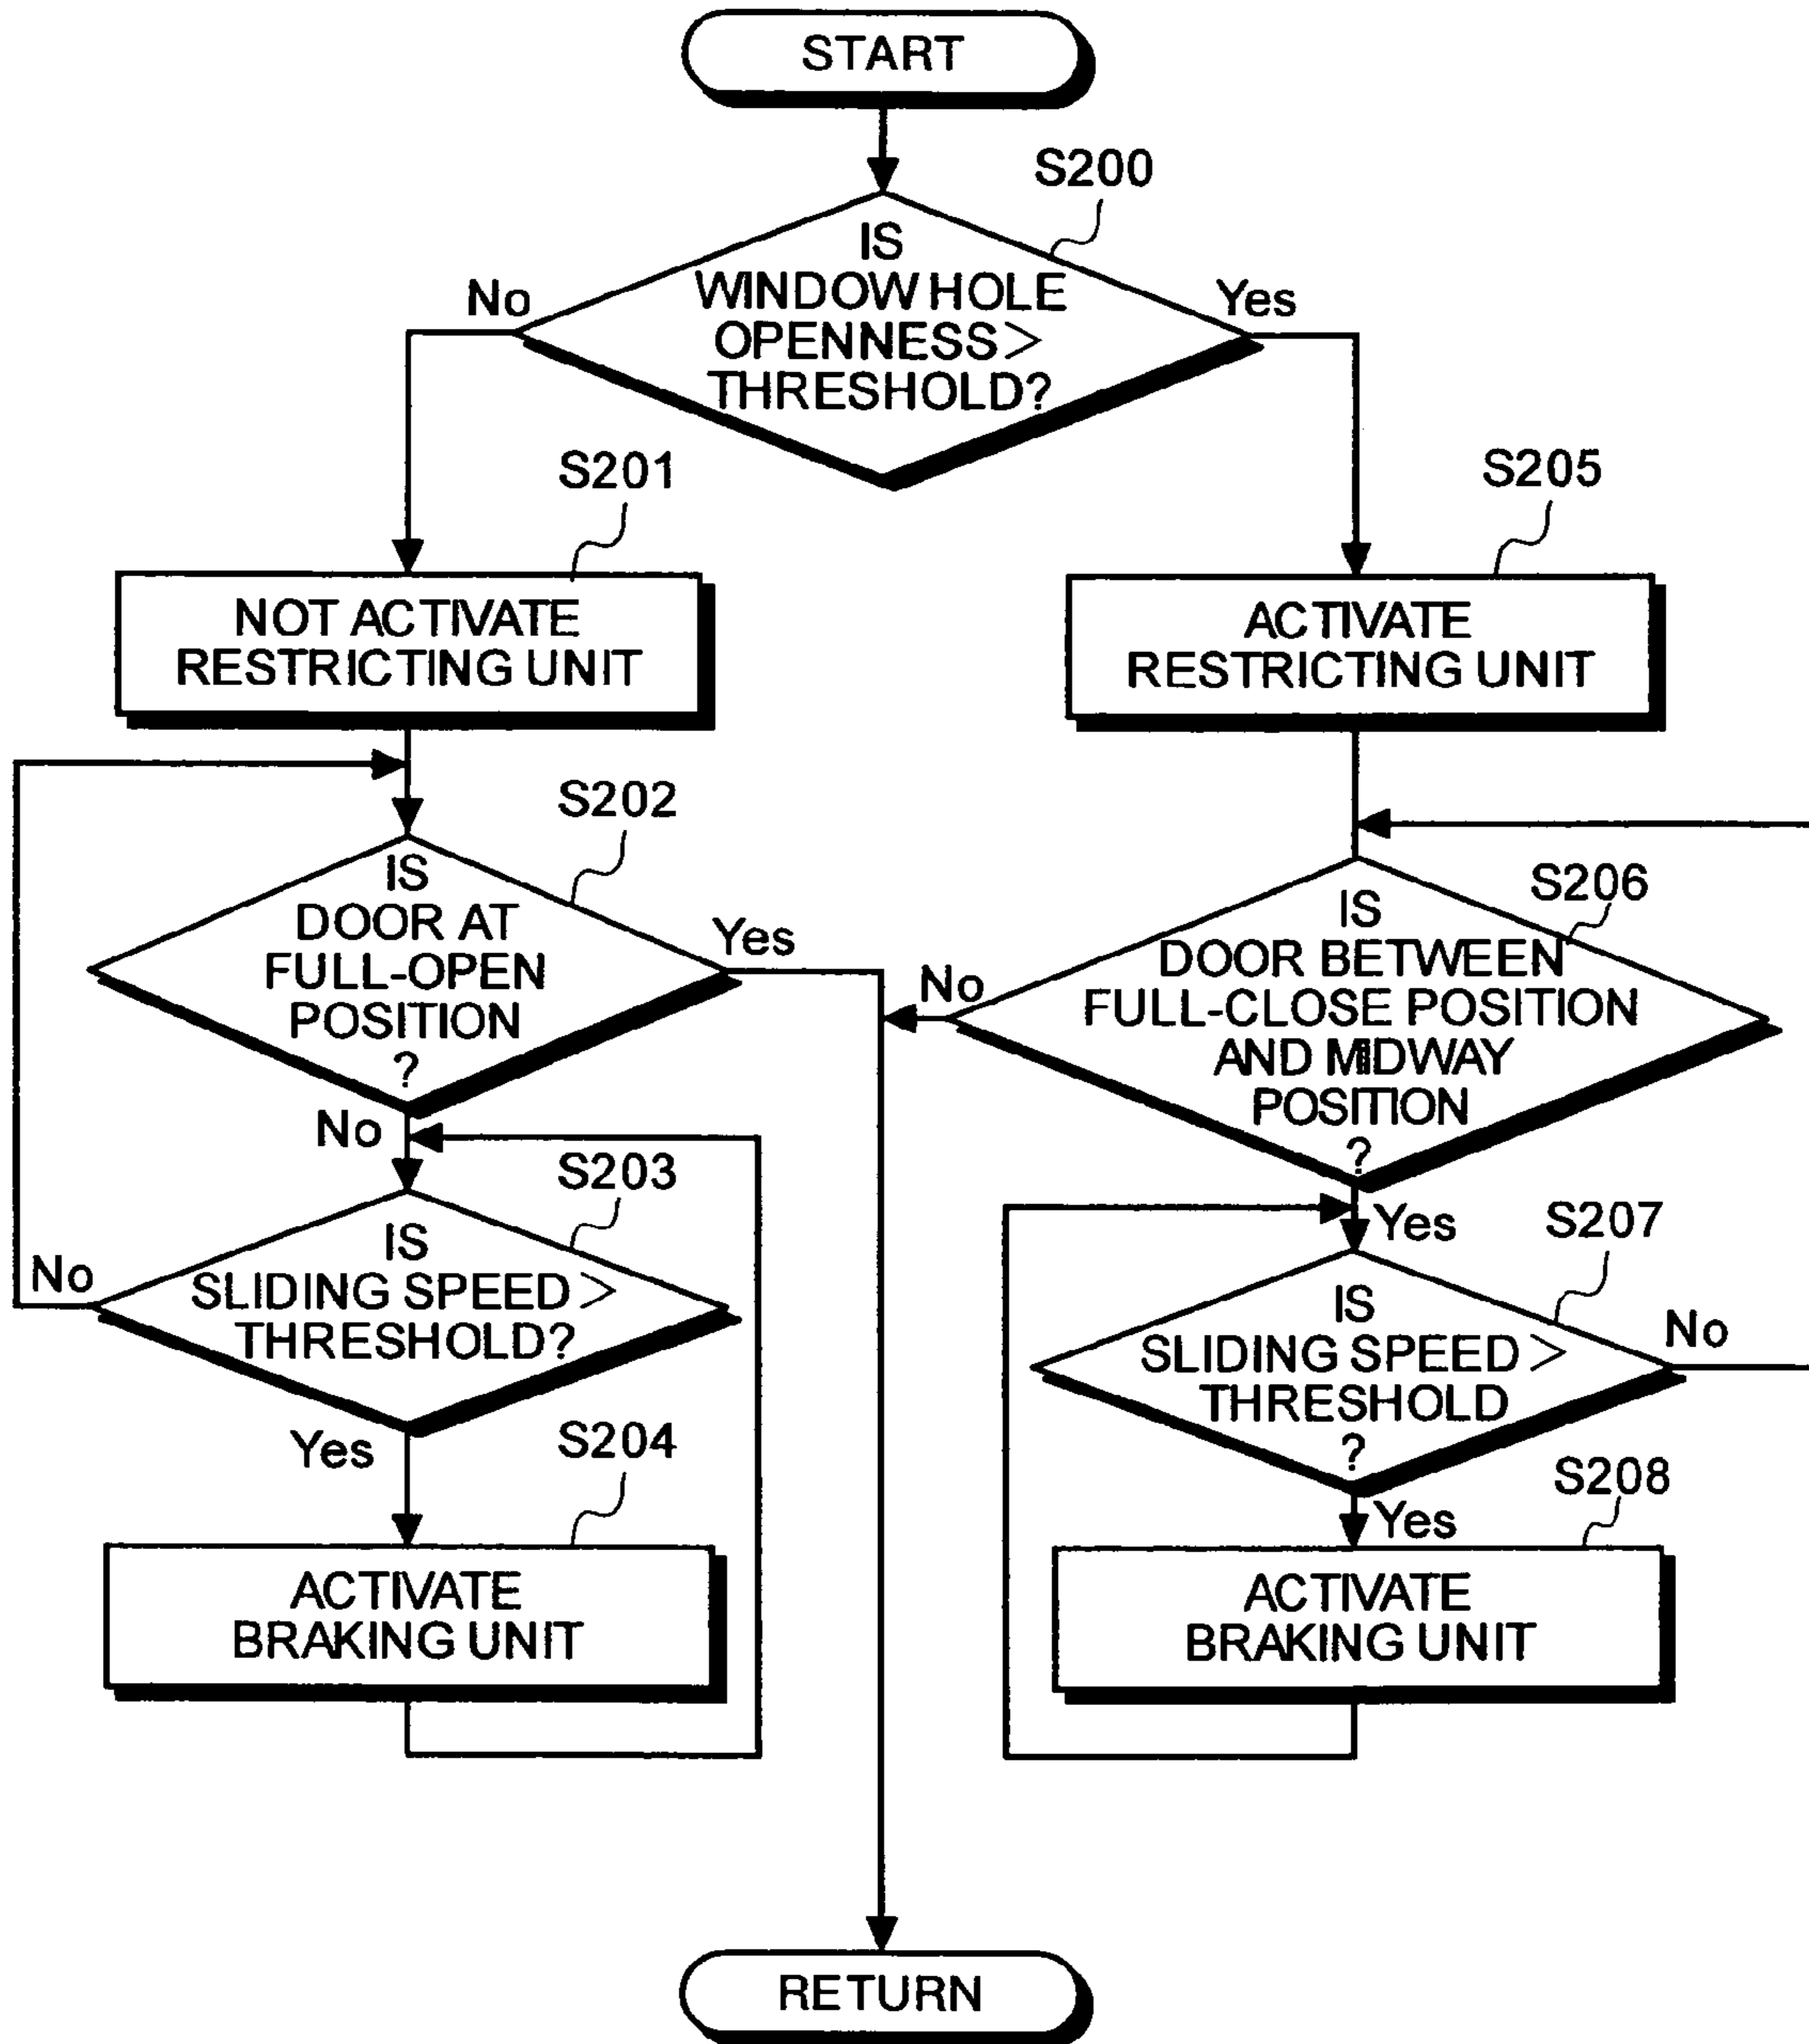 START
S200
IS
WINDOW HOLE
OPENNESS>
THRESHOLD?
No
Yes
S201
NOT ACTIVATE
RESTRICTING UNIT
S205
ACTIVATE
RESTRICTING UNIT
S202
IS
DOOR AT
FULL-OPEN
POSITION
?
Yes
No
S206
IS
DOOR BETWEEN
FULL-CLOSE POSITION
AND MIDWAY
POSITION
?
No
Yes
S203
IS
SLIDING SPEED >
THRESHOLD?
No
Yes
S207
IS
SLIDING SPEED >
THRESHOLD
?
No
Yes
S204
ACTIVATE
BRAKING UNIT
S208
ACTIVATE
BRAKING UNIT
RETURN